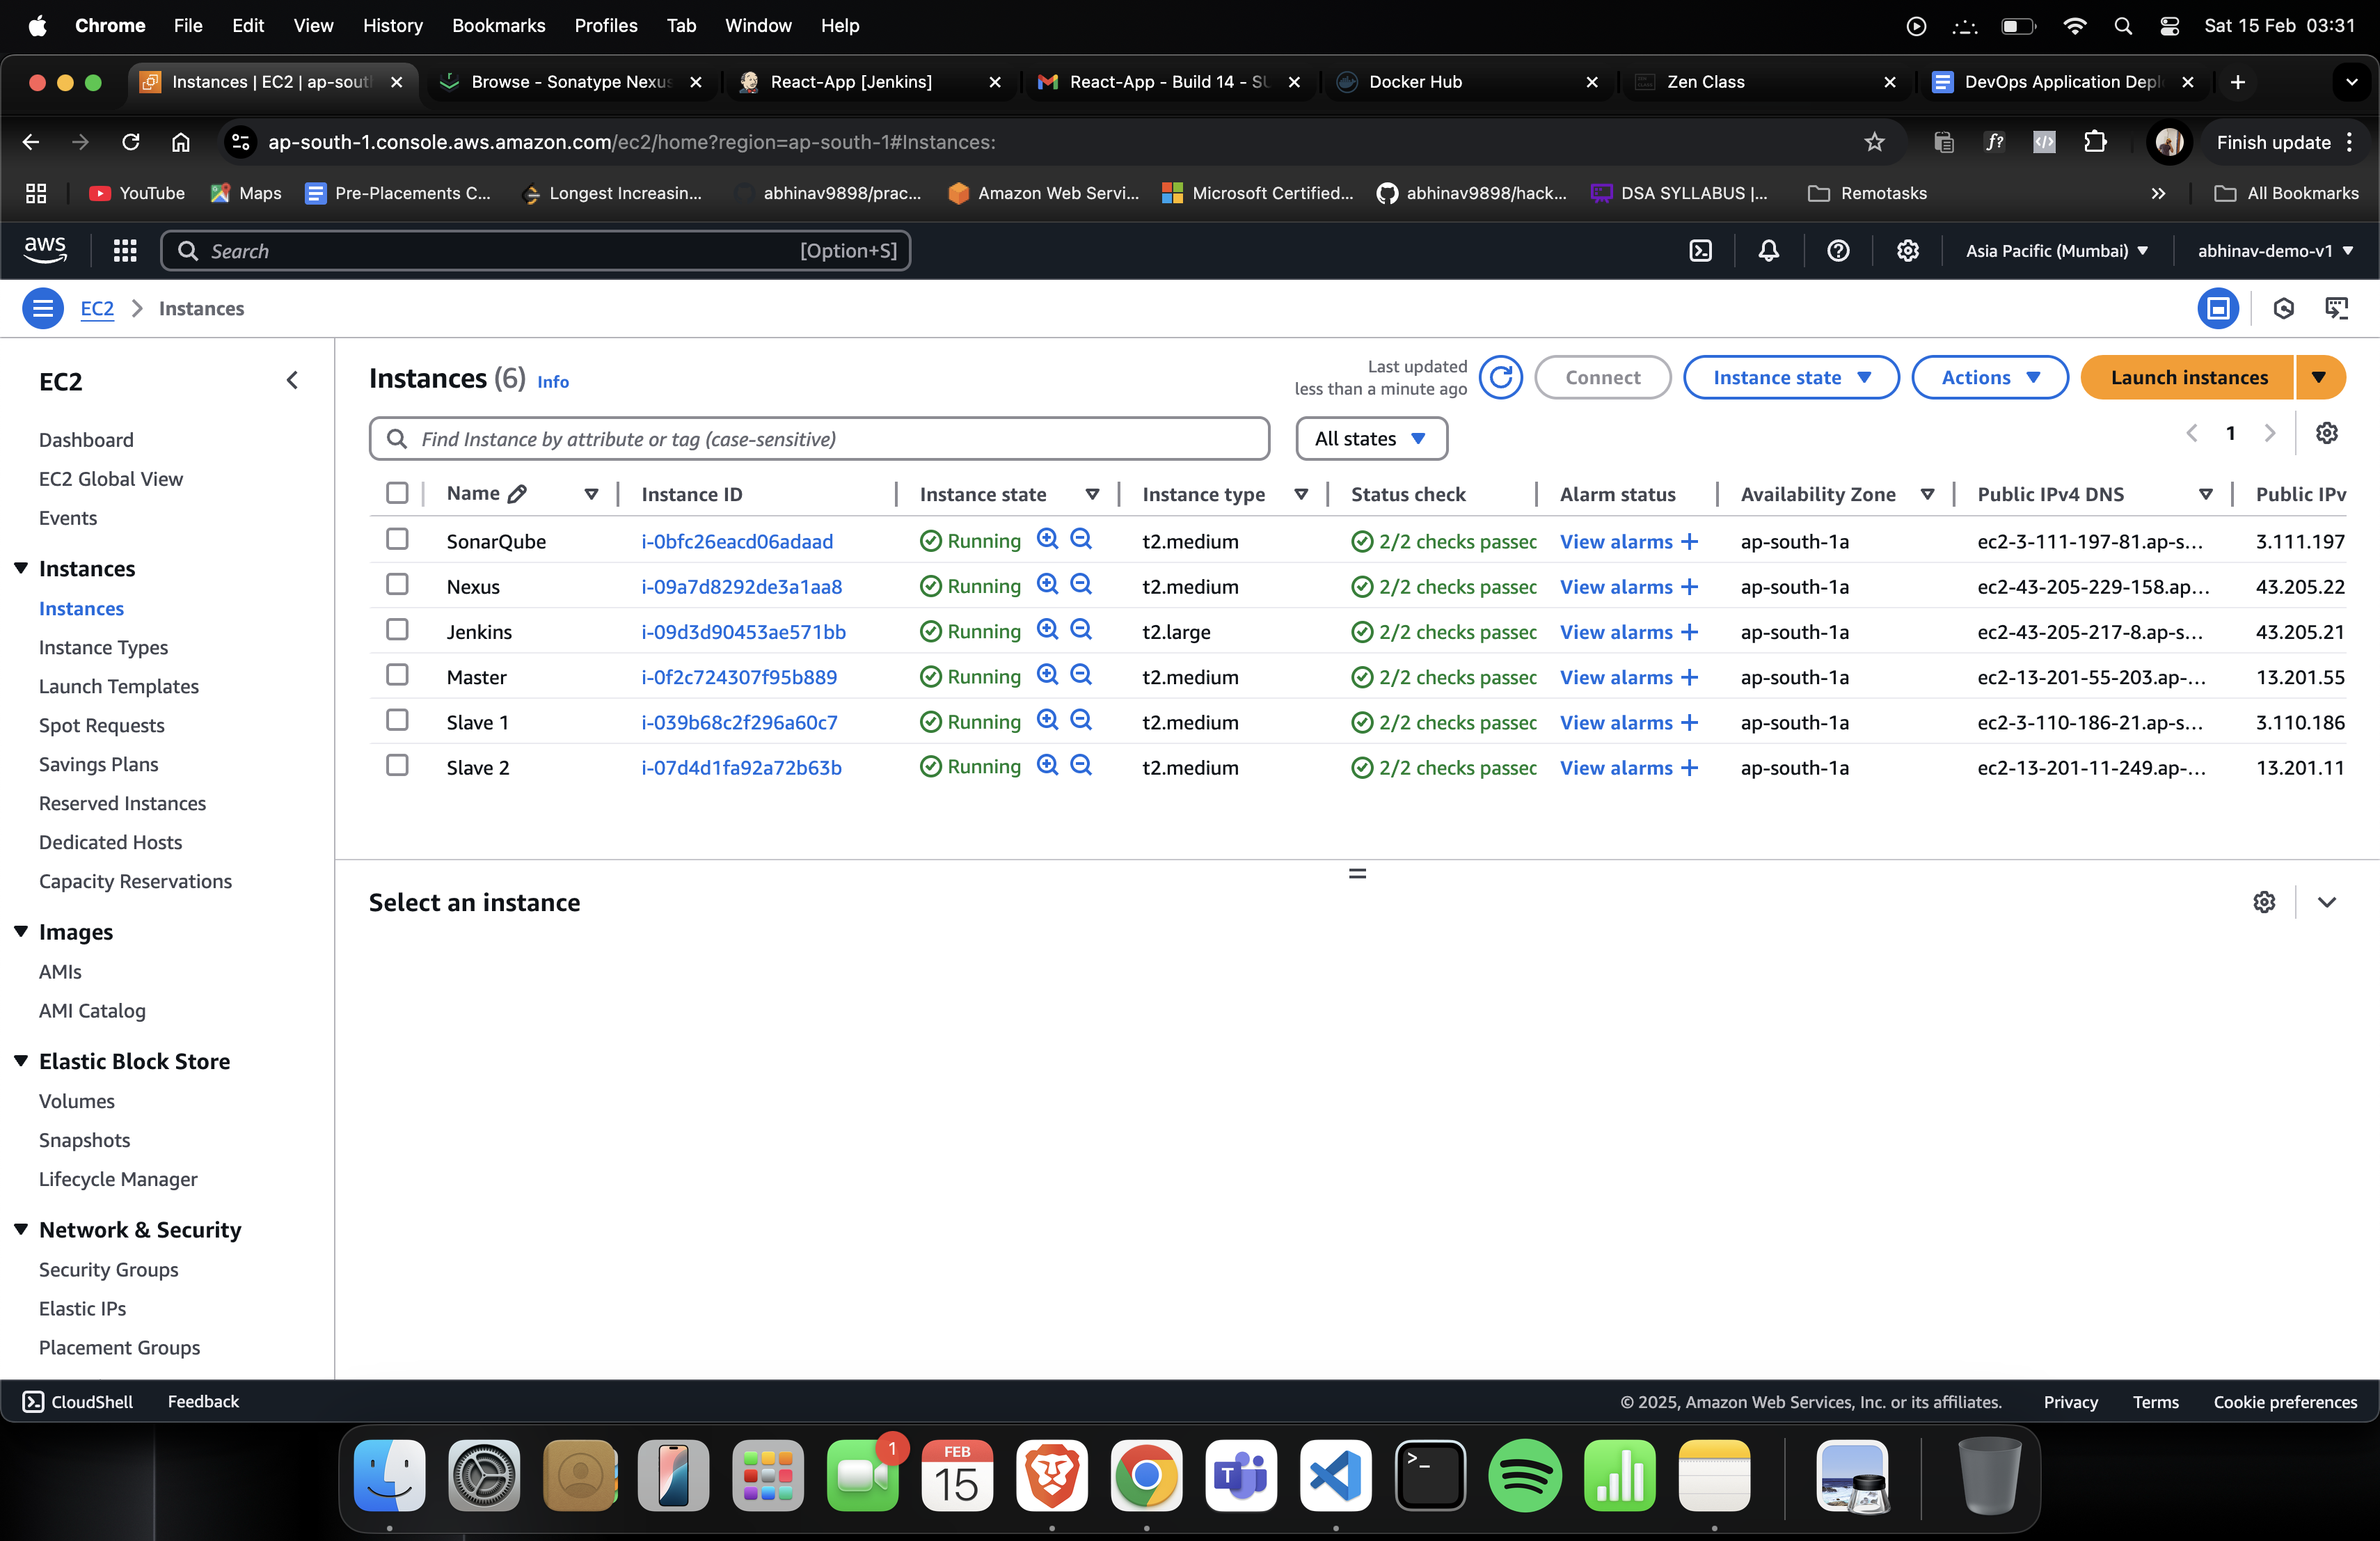 Chrome File Edit View History Bookmarks Profiles Tab Window Help Sat 15 Feb 03:31
Instances | EC2 | ap-sout Browse - Sonatype Nexus React-App [Jenkins] React-App - Build 14 - SU Docker Hub Zen Class DevOps Application Depl
ap-south-1.console.aws.amazon.com/ec2/home?region=ap-south-1#Instances: f? Finish update
YouTube Maps Pre-Placements C... Longest Increasin... abhinav9898/prac... Amazon Web Servi... Microsoft Certified... abhinav9898/hack... DSA SYLLABUS |... Remotasks » All Bookmarks
aws Search [Option+S] Asia Pacific (Mumbai) abhinav-demo-v1
EC2 Instances
EC2
Dashboard
EC2 Global View
Events
Instances
Instances
Instance Types
Launch Templates
Spot Requests
Savings Plans
Reserved Instances
Dedicated Hosts
Capacity Reservations
Images
AMIs
AMI Catalog
Elastic Block Store
Volumes
Snapshots
Lifecycle Manager
Network & Security
Security Groups
Elastic IPs
Placement Groups
Instances (6) Info
Last updated
less than a minute ago
Connect Instance state Actions Launch instances
Find Instance by attribute or tag (case-sensitive) All states 1
Name Instance ID Instance state Instance type Status check Alarm status Availability Zone Public IPv4 DNS Public IPv
SonarQube i-0bfc26eacd06adaad Running t2.medium 2/2 checks passec View alarms + ap-south-1a ec2-3-111-197-81.ap-s... 3.111.197
Nexus i-09a7d8292de3a1aa8 Running t2.medium 2/2 checks passec View alarms + ap-south-1a ec2-43-205-229-158.ap... 43.205.22
Jenkins i-09d3d90453ae571bb Running t2.large 2/2 checks passec View alarms + ap-south-1a ec2-43-205-217-8.ap-s... 43.205.21
Master i-0f2c724307f95b889 Running t2.medium 2/2 checks passec View alarms + ap-south-1a ec2-13-201-55-203.ap-... 13.201.55
Slave 1 i-039b68c2f296a60c7 Running t2.medium 2/2 checks passec View alarms + ap-south-1a ec2-3-110-186-21.ap-s... 3.110.186
Slave 2 i-07d4d1fa92a72b63b Running t2.medium 2/2 checks passec View alarms + ap-south-1a ec2-13-201-11-249.ap-... 13.201.11
Select an instance
CloudShell Feedback © 2025, Amazon Web Services, Inc. or its affiliates. Privacy Terms Cookie preferences
1
FEB
15
T
>_